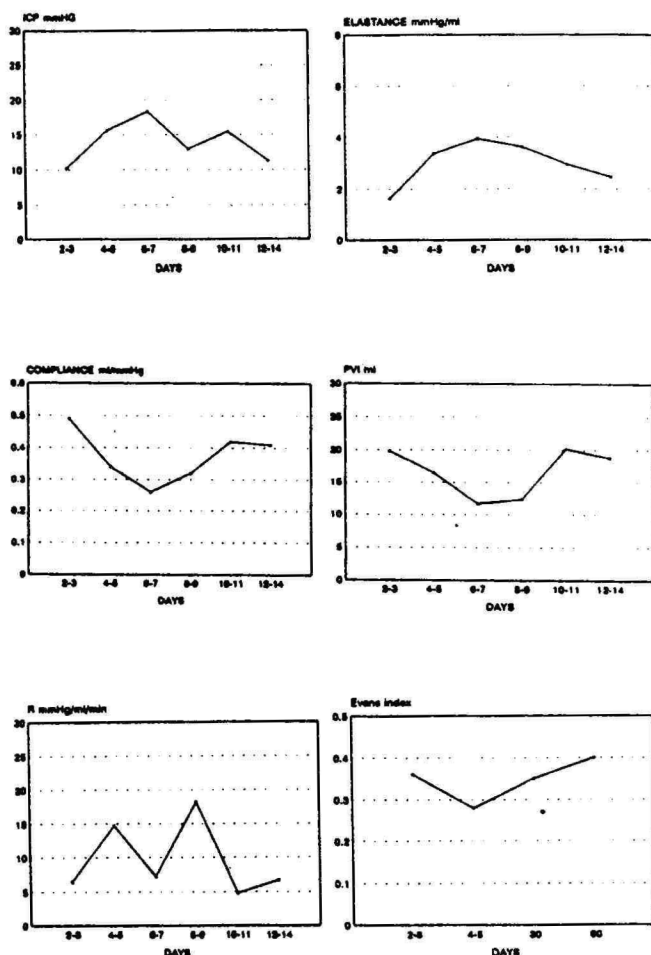 ICP mmHG
30
25
20
15
10
5
0
2-3 4-5 6-7 8-9 10-11 12-14
DAYS
ELASTANCE mmHg/ml
8
6
4
2
0
2-3 4-5 6-7 8-9 10-11 12-14
DAYS
COMPLIANCE ml/mmHg
0.6
0.5
0.4
0.3
0.2
0.1
0
2-3 4-5 6-7 8-9 10-11 12-14
DAYS
PVI ml
30
25
20
15
10
5
0
2-3 4-5 6-7 8-9 10-11 12-14
DAYS
R mmHg/ml/min
30
25
20
15
10
5
0
2-3 4-5 6-7 8-9 10-11 12-14
DAYS
Evans index
0.5
0.4
0.3
0.2
0.1
0
2-3 4-5 30 60
DAYS